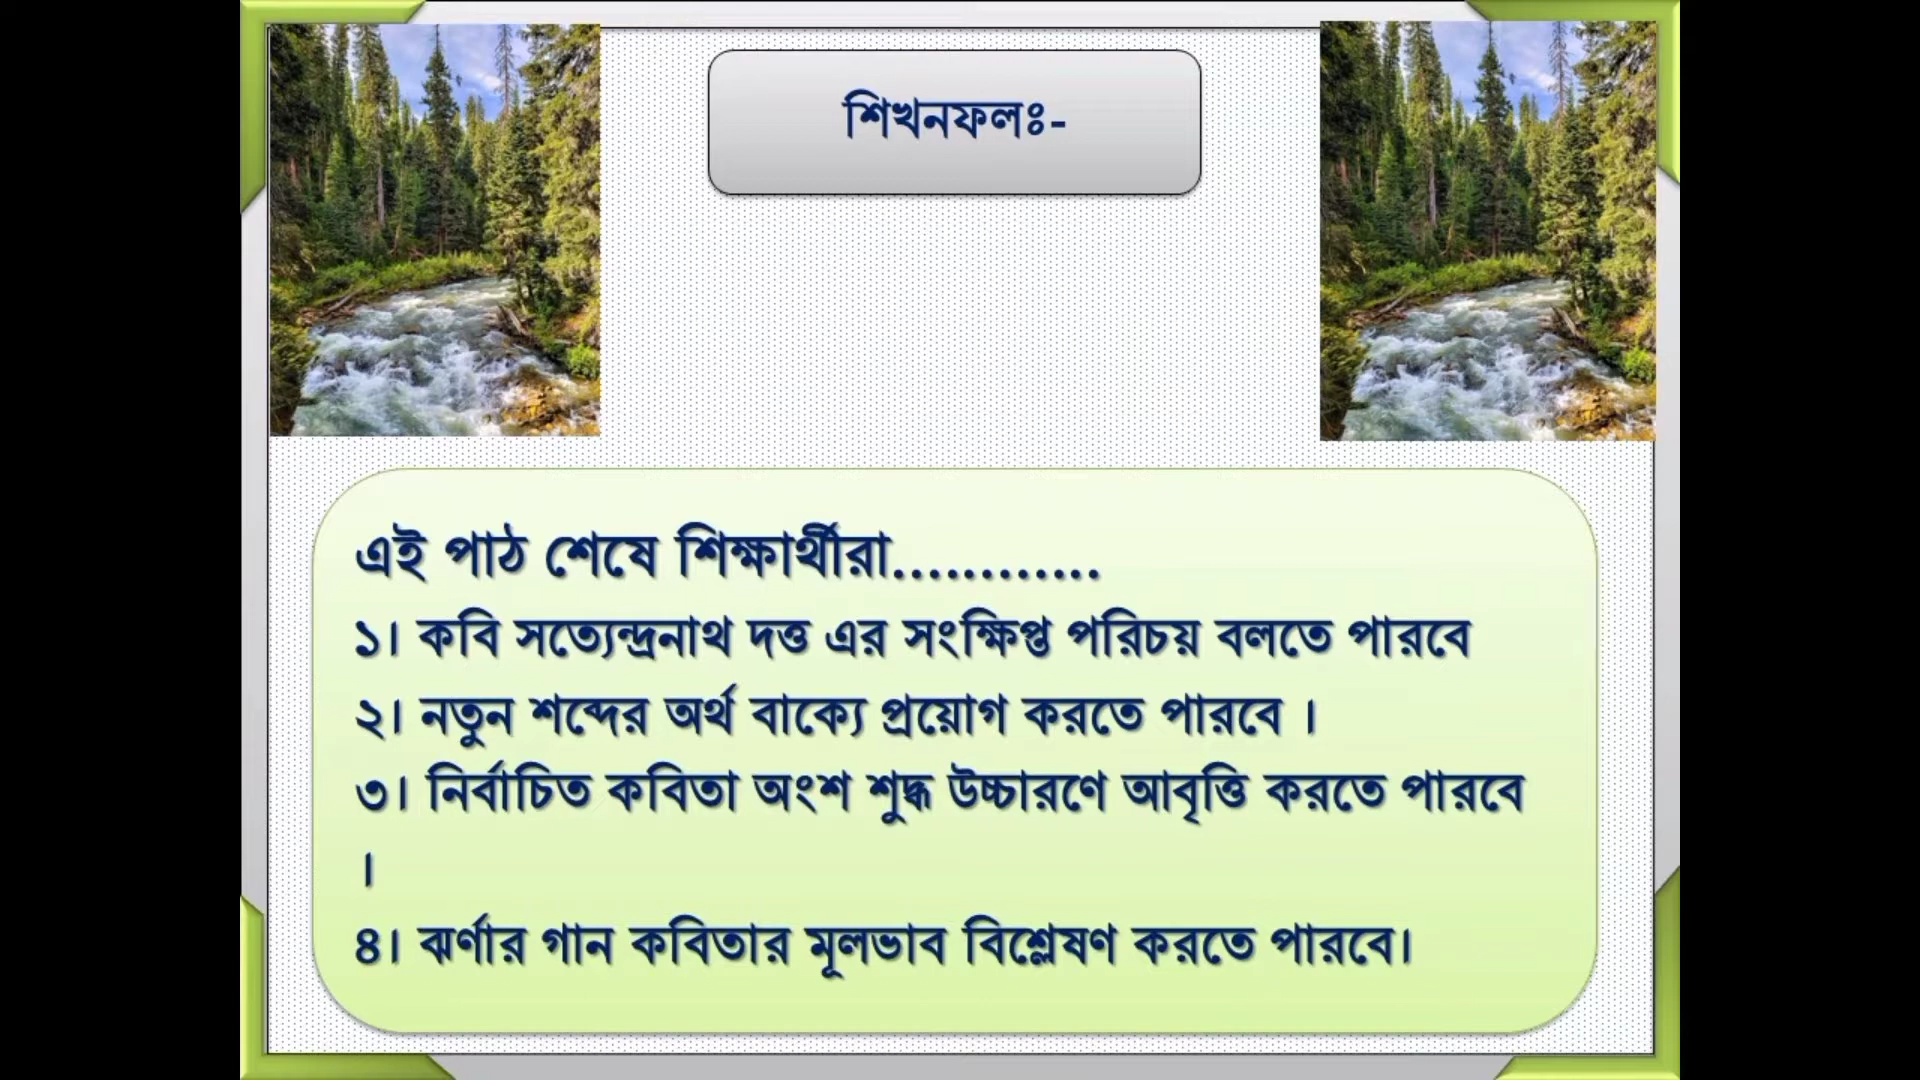 শিখনফলঃ-
এই পাঠ শেষে শিক্ষার্থীরা............
১। কবি সত্যেন্দ্রনাথ দত্ত এর সংক্ষিপ্ত পরিচয় বলতে পারবে
২। নতুন শব্দের অর্থ বাক্যে প্রয়োগ করতে পারবে ।
৩। নির্বাচিত কবিতা অংশ শুদ্ধ উচ্চারণে আবৃত্তি করতে পারবে
।
৪। ঝর্ণার গান কবিতার মূলভাব বিশ্লেষণ করতে পারবে।